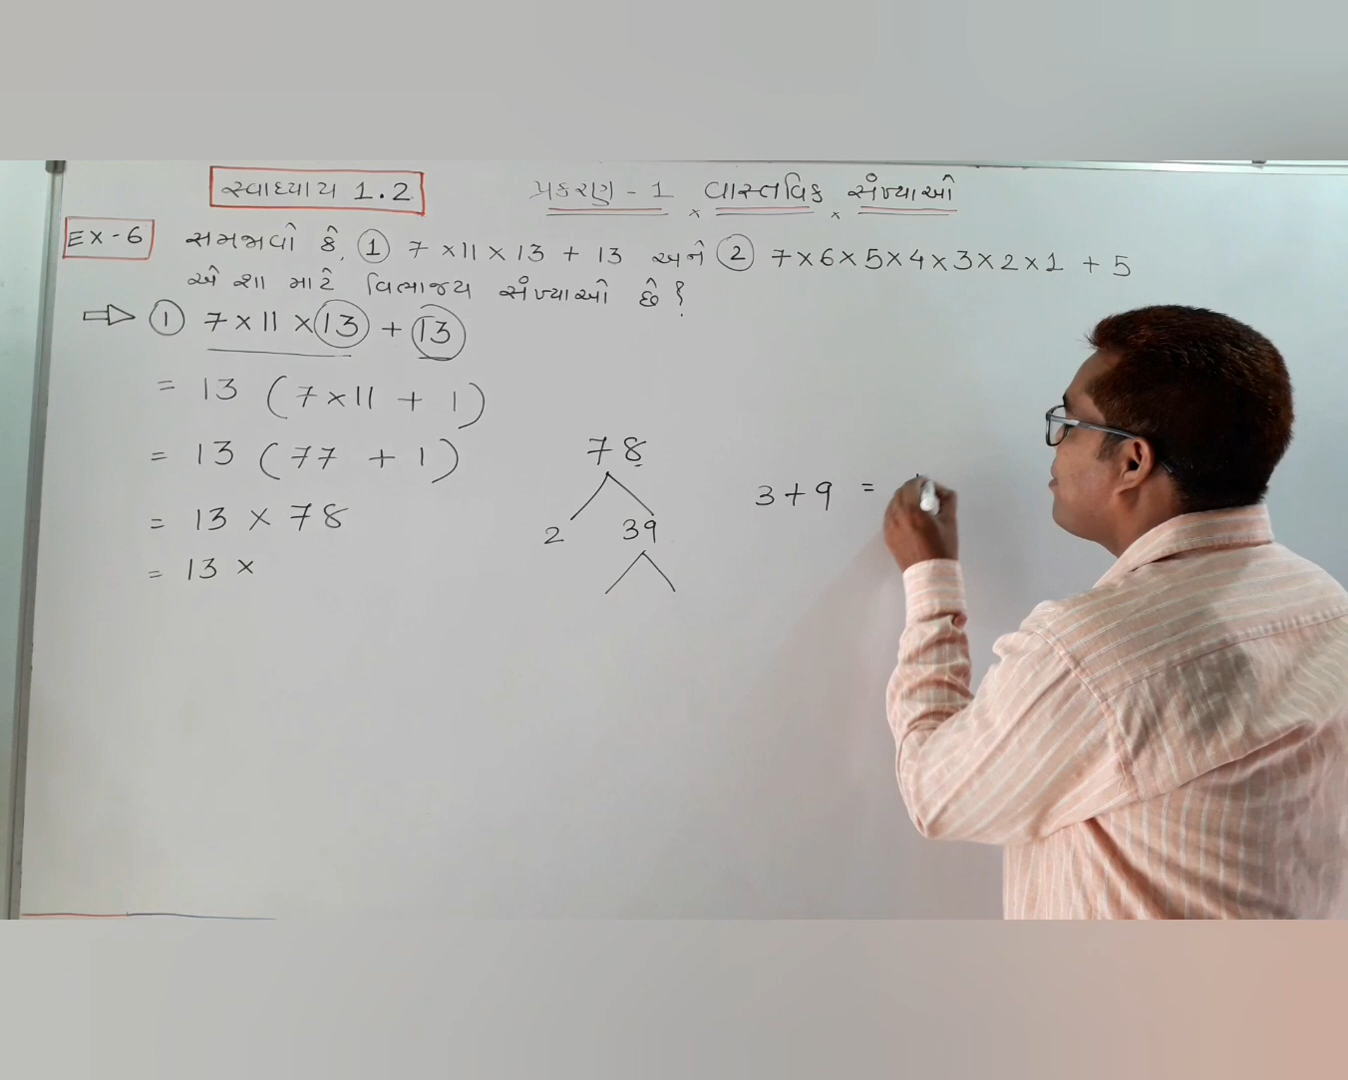 સ્વાધ્યાય 1.2
પ્રકરણ - 1 વાસ્તવિક સંખ્યાઓ
EX-6 સમજાવો કે, ① 7 × 11 × 13 + 13 અને ② 7 × 6 × 5 × 4 × 3 × 2 × 1 + 5
એ શા માટે વિભાજ્ય સંખ્યાઓ છે ?
⇒ ① 7 × 11 × 13 + 13
= 13 ( 7 × 11 + 1 )
= 13 ( 77 + 1 )
= 13 × 78
= 13 ×
78
2 39
3 + 9 =